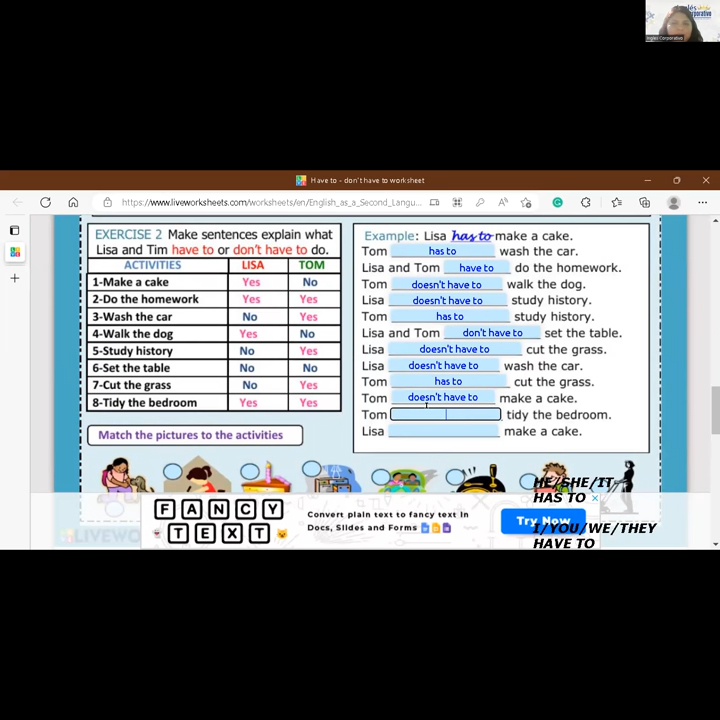 Inglés Corporativo
Have to - don't have to worksheet
https://www.liveworksheets.com/worksheets/en/English_as_a_Second_Langu...
EXERCISE 2 Make sentences explain what
Lisa and Tim have to or don't have to do.
ACTIVITIES LISA TOM
1-Make a cake Yes No
2-Do the homework Yes Yes
3-Wash the car No Yes
4-Walk the dog Yes No
5-Study history No Yes
6-Set the table No No
7-Cut the grass No Yes
8-Tidy the bedroom Yes Yes
Match the pictures to the activities
Example: Lisa has to make a cake.
Tom has to wash the car.
Lisa and Tom have to do the homework.
Tom doesn't have to walk the dog.
Lisa doesn't have to study history.
Tom has to study history.
Lisa and Tom don't have to set the table.
Lisa doesn't have to cut the grass.
Lisa doesn't have to wash the car.
Tom has to cut the grass.
Tom doesn't have to make a cake.
Tom tidy the bedroom.
Lisa make a cake.
HE/SHE/IT
HAS TO
I/YOU/WE/THEY
HAVE TO
FANCY
TEXT
Convert plain text to fancy text in
Docs, Slides and Forms
Try Now
LIVEWO